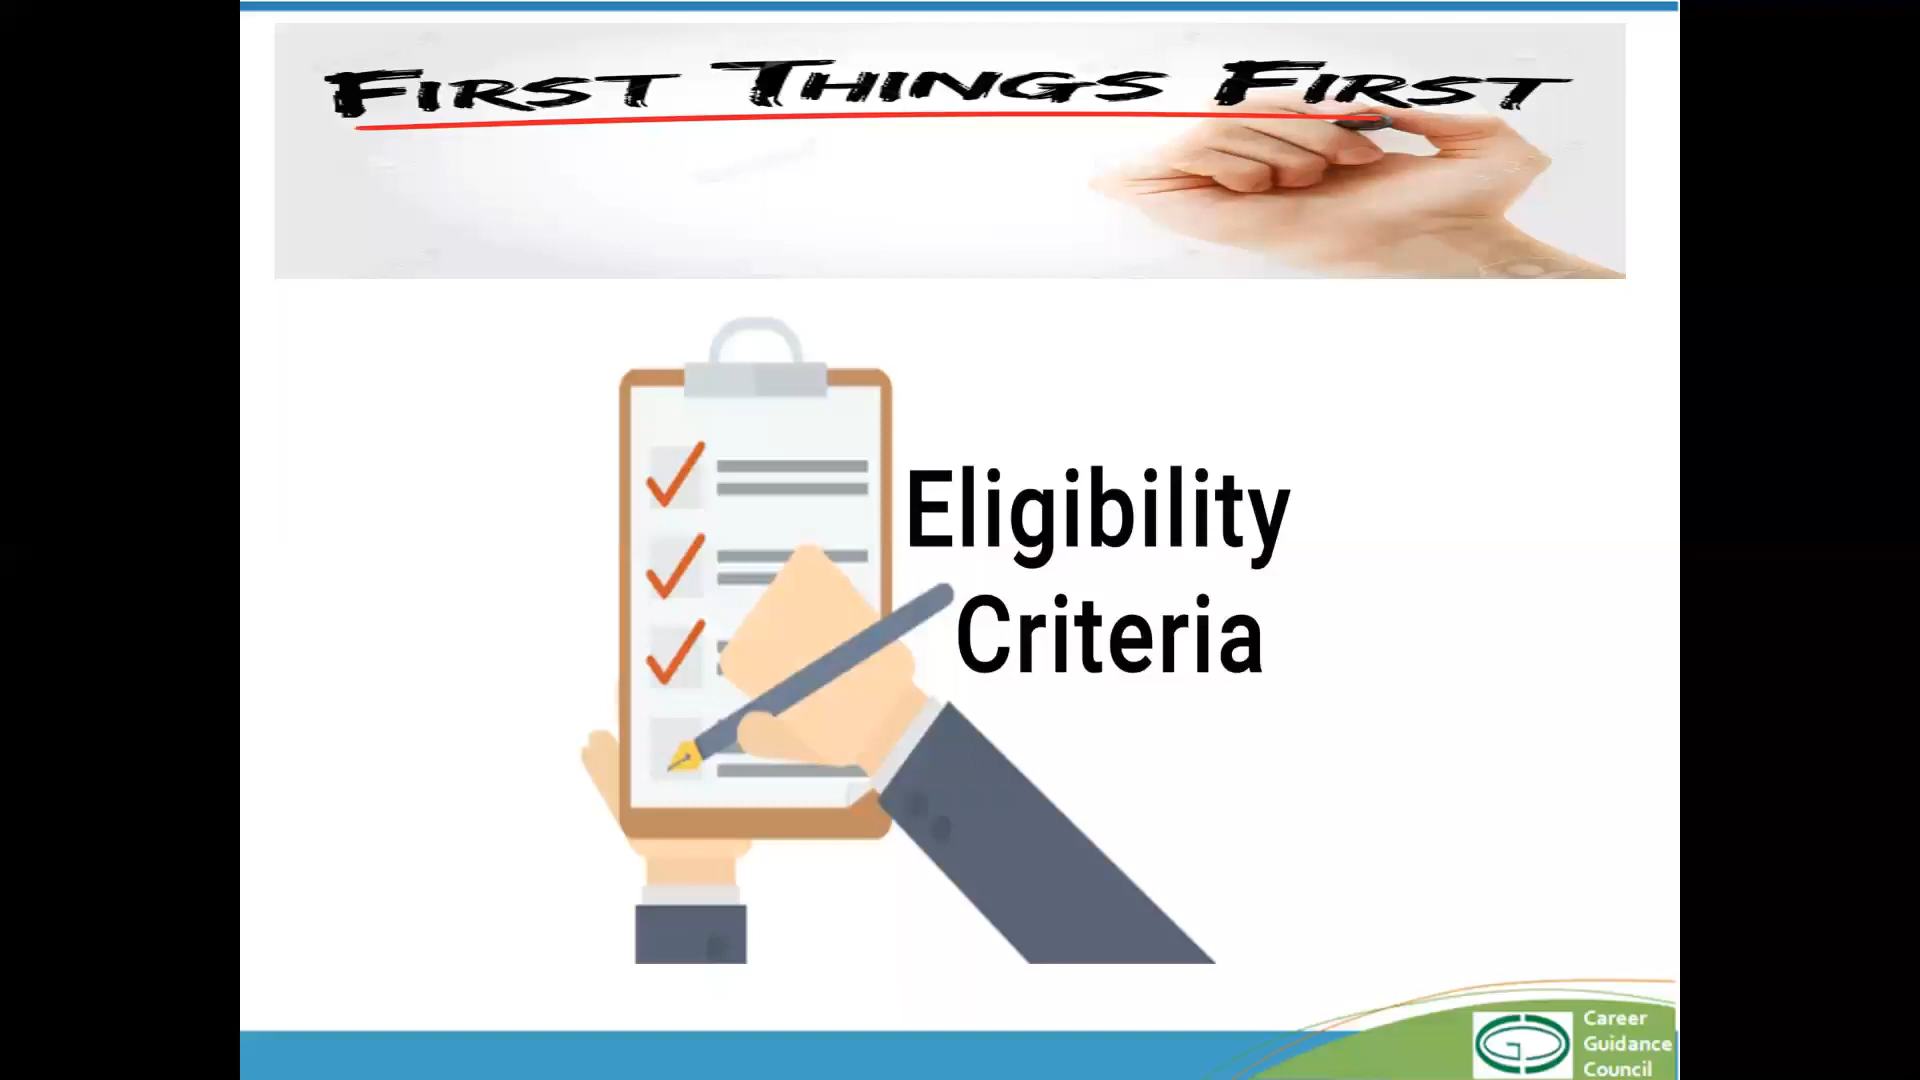 First Things First
Eligibility
Criteria
Career
Guidance
Council